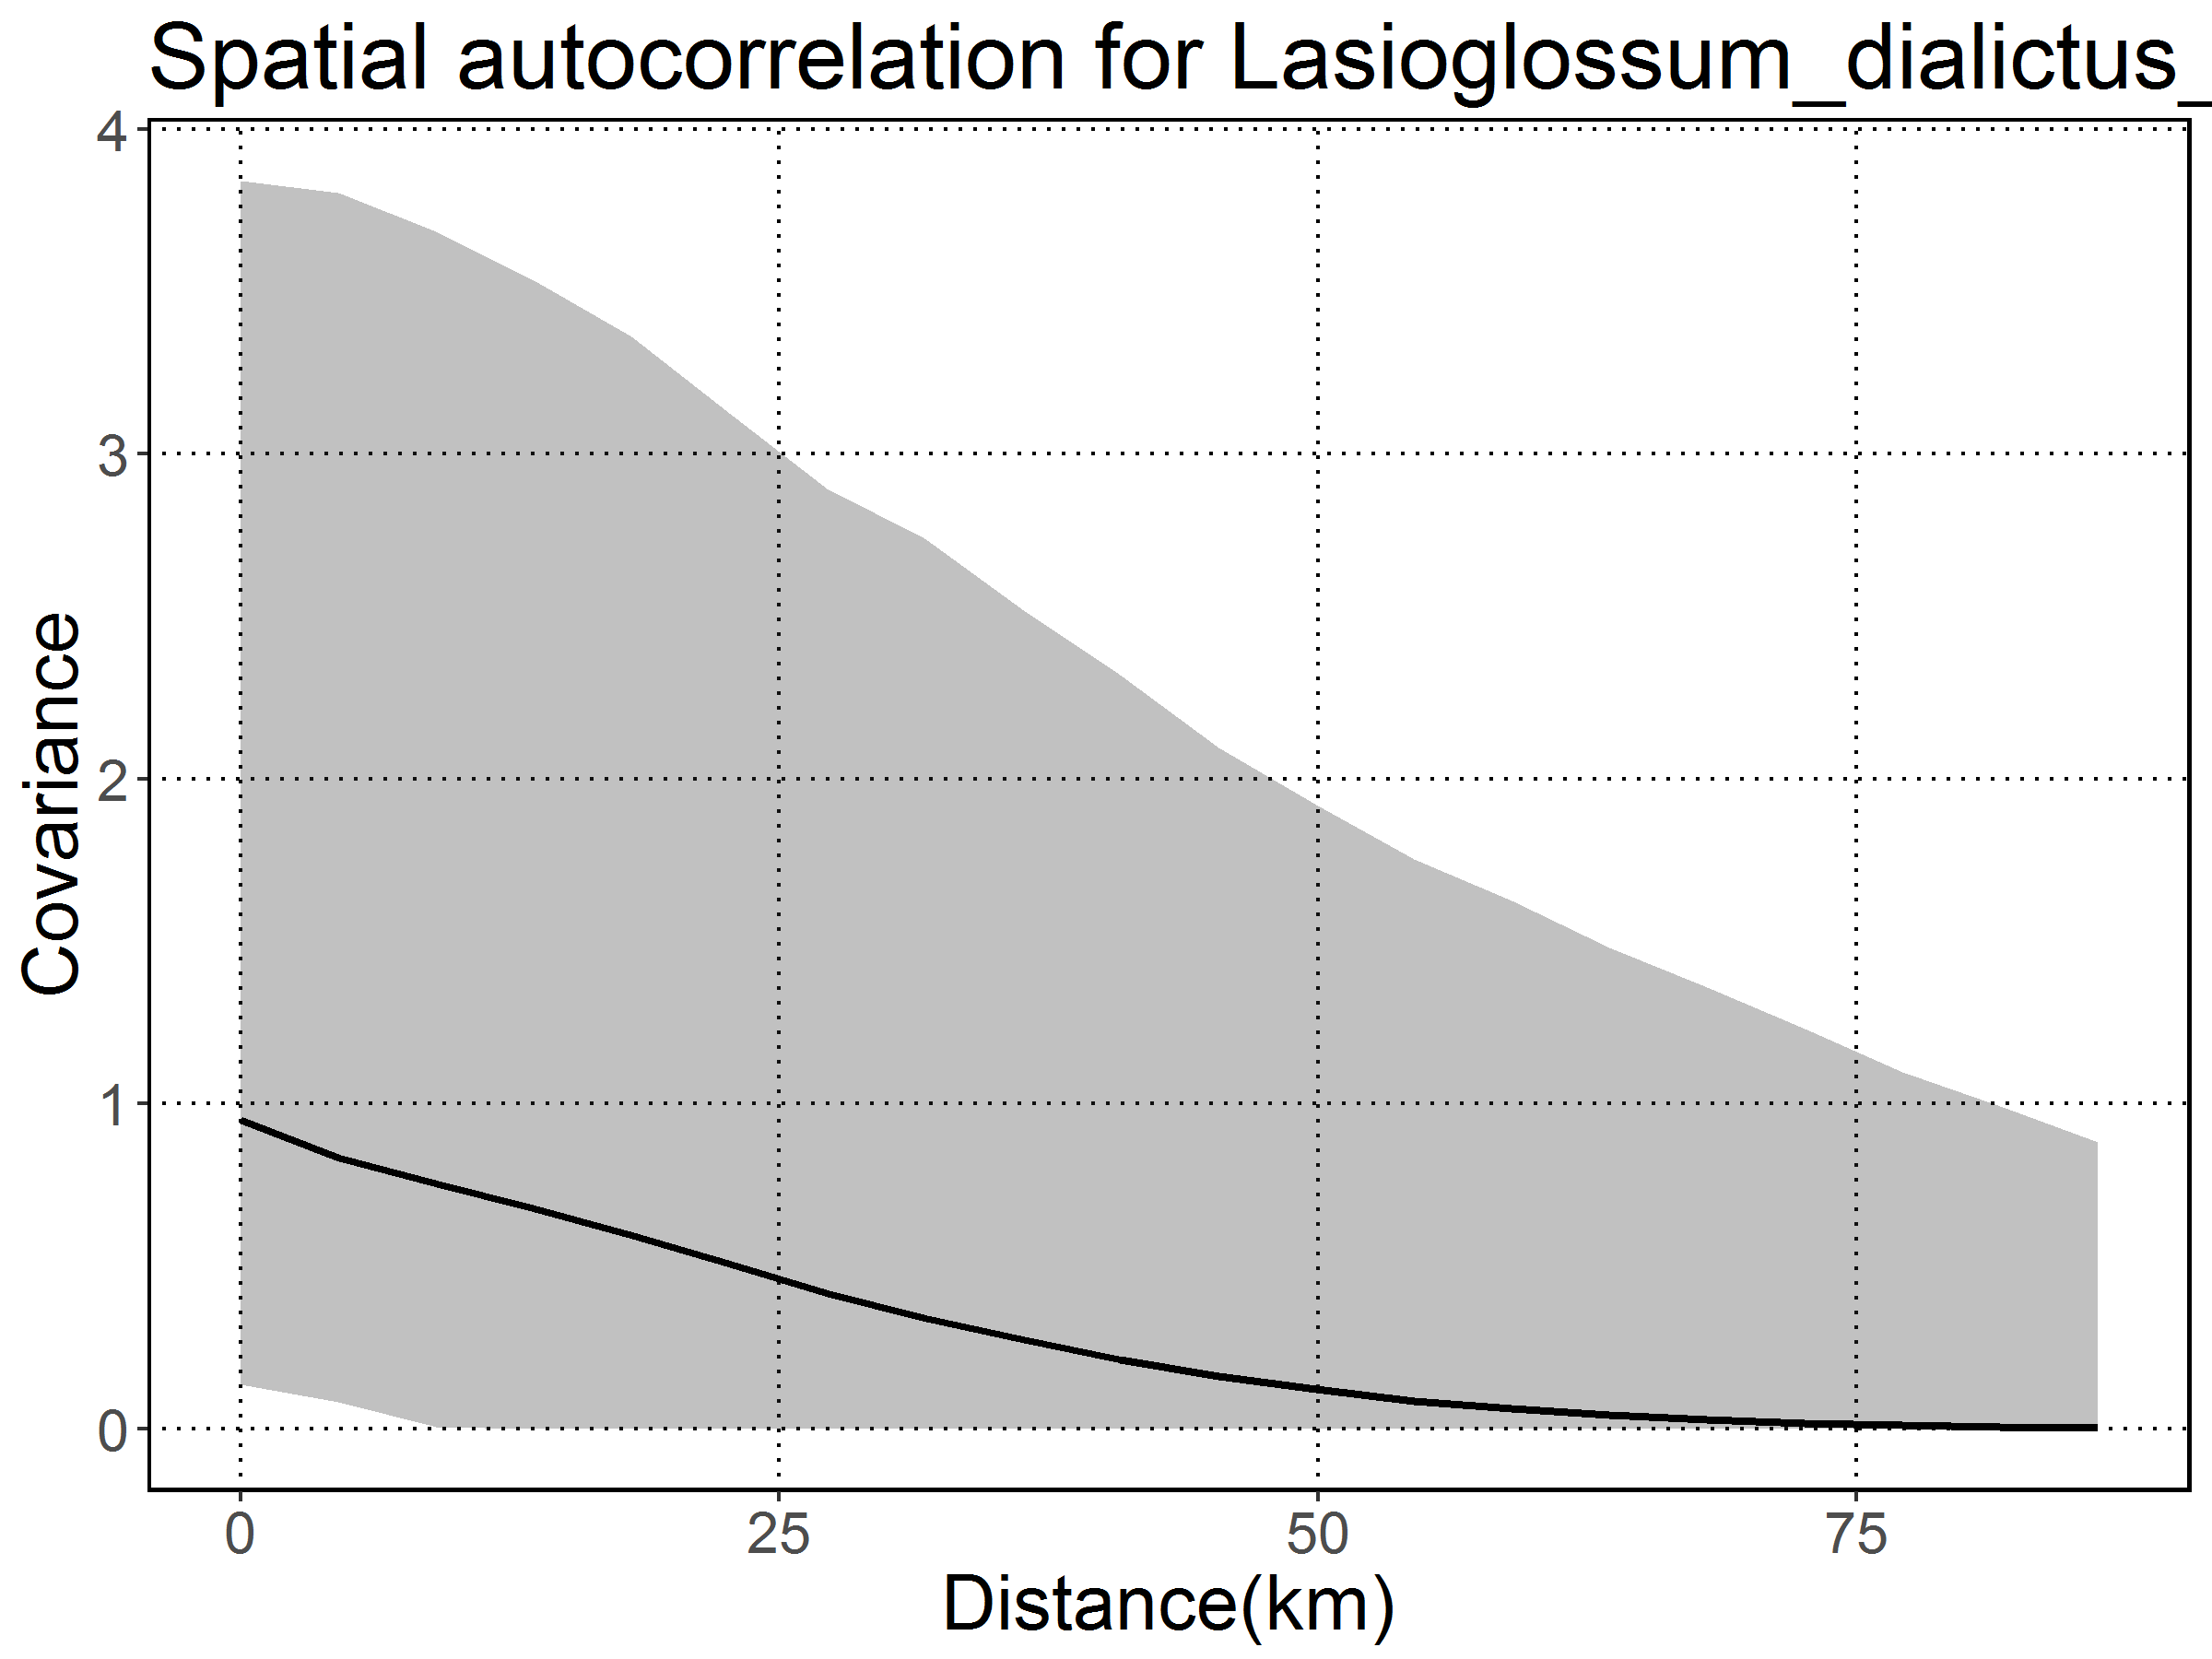 Spatial autocorrelation for Lasioglossum_dialictus_
4
3
2
1
0
Covariance
0 25 50 75
Distance(km)